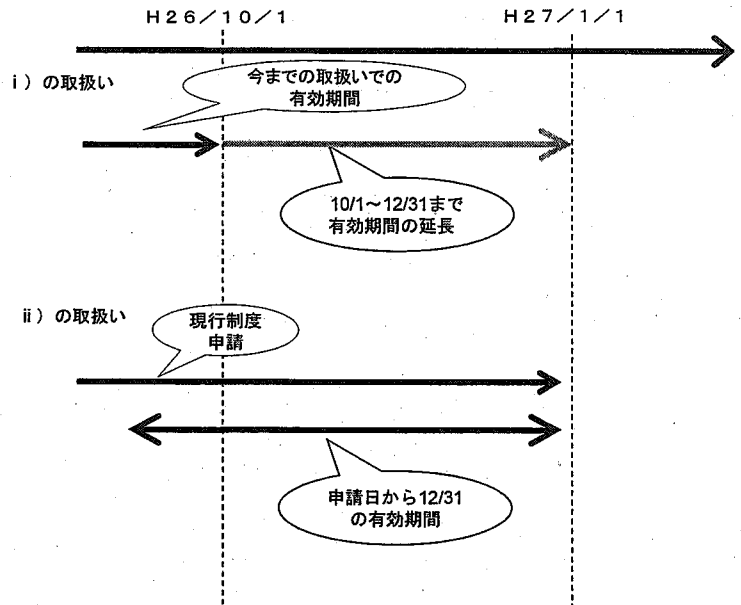 H26/10/1
H27/1/1
ⅰ)の取扱い
今までの取扱いでの
有効期間
10/1~12/31まで
有効期間の延長
ⅱ)の取扱い
現行制度
申請
申請日から12/31
の有効期間